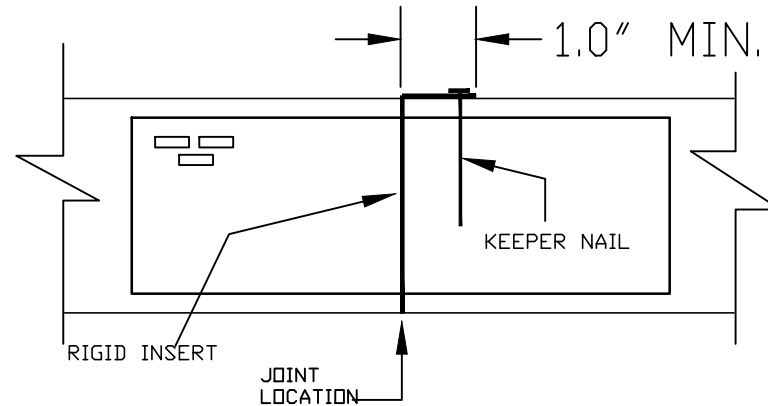 1.0" MIN.
KEEPER NAIL
RIGID INSERT
JOINT
LOCATION